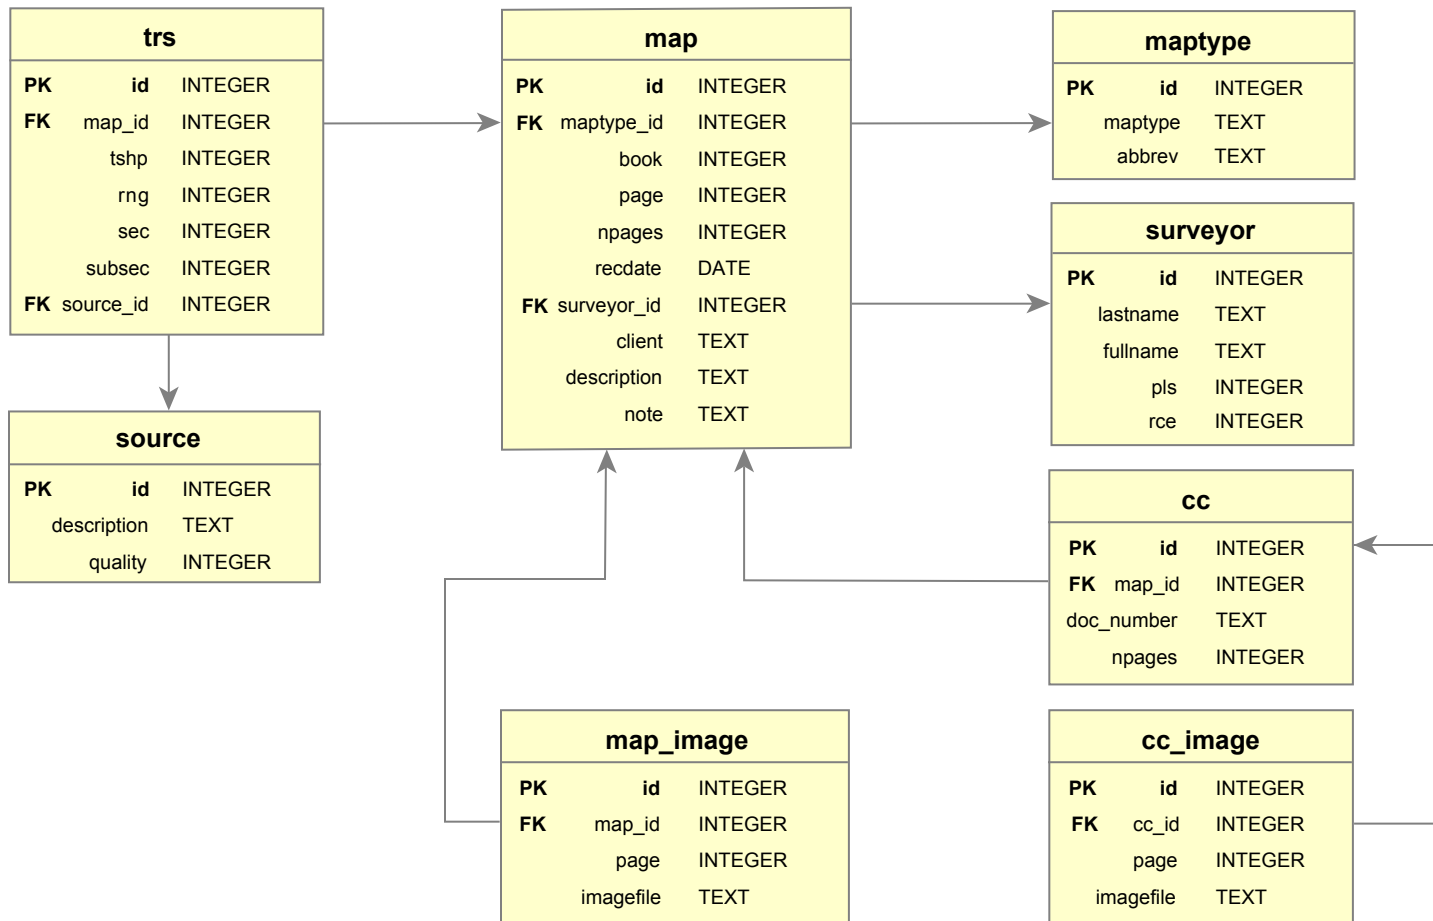 trs
PK id INTEGER
FK map_id INTEGER
tshp INTEGER
rng INTEGER
sec INTEGER
subsec INTEGER
FK source_id INTEGER
source
PK id INTEGER
description TEXT
quality INTEGER
map
PK id INTEGER
FK maptype_id INTEGER
book INTEGER
page INTEGER
npages INTEGER
recdate DATE
FK surveyor_id INTEGER
client TEXT
description TEXT
note TEXT
maptype
PK id INTEGER
maptype TEXT
abbrev TEXT
surveyor
PK id INTEGER
lastname TEXT
fullname TEXT
pls INTEGER
rce INTEGER
cc
PK id INTEGER
FK map_id INTEGER
doc_number TEXT
npages INTEGER
map_image
PK id INTEGER
FK map_id INTEGER
page INTEGER
imagefile TEXT
cc_image
PK id INTEGER
FK cc_id INTEGER
page INTEGER
imagefile TEXT